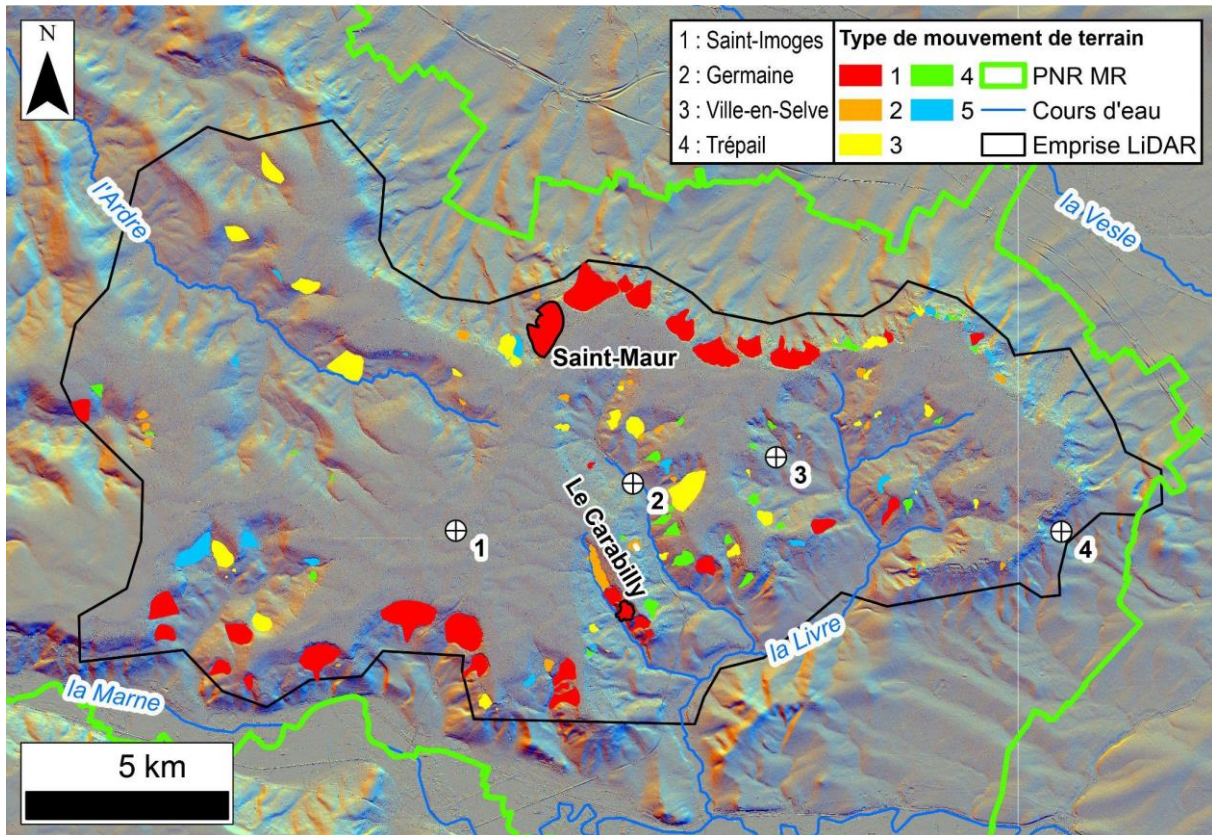 N
1 : Saint-Imoges
2 : Germaine
3 : Ville-en-Selve
4 : Trépail
Type de mouvement de terrain
1
2
3
4
5
PNR MR
Cours d'eau
Emprise LiDAR
l'Ardre
la Vesle
Saint-Maur
3
2
Le Carabilly
1
4
la Livre
la Marne
5 km